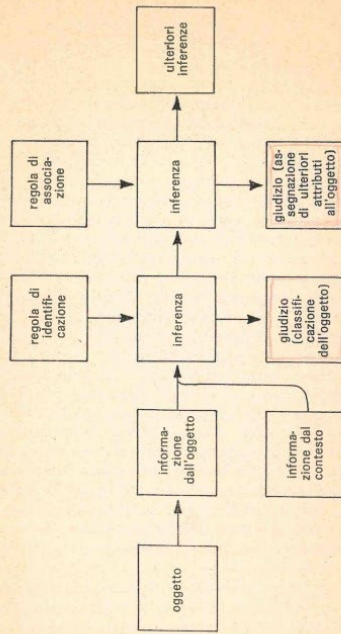 oggetto
informa-
zione
dall'oggetto
informa-
zione dal
contesto
regola di
identifi-
cazione
inferenza
giudizio
(classifi-
cazione
dell'oggetto)
regola di
associa-
zione
inferenza
giudizio (as-
segnazione
di ulteriori
attributi
all'oggetto)
ulteriori
inferenze